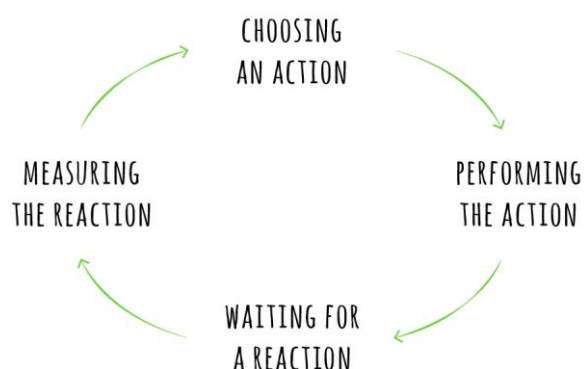 CHOOSING
AN ACTION
PERFORMING
THE ACTION
WAITING FOR
A REACTION
MEASURING
THE REACTION